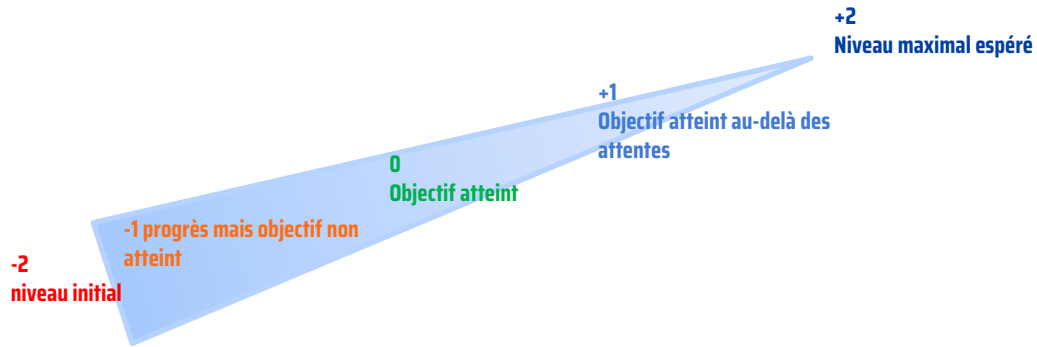 +2
Niveau maximal espéré
+1
Objectif atteint au-delà des
attentes
0
Objectif atteint
-1 progrès mais objectif non
atteint
-2
niveau initial